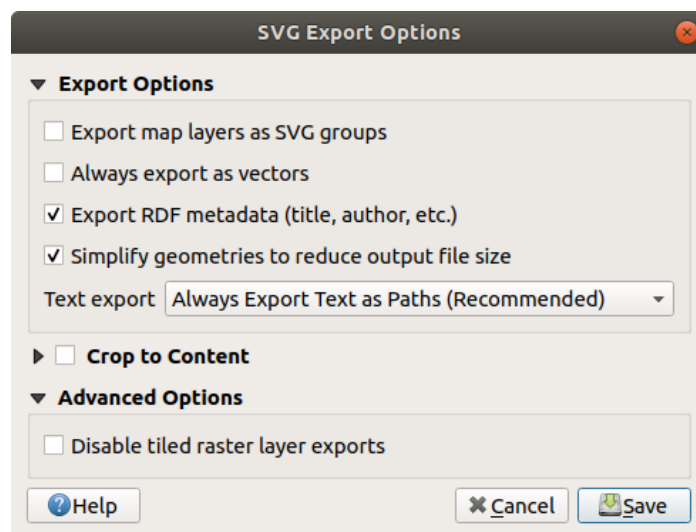 SVG Export Options
Export Options
Export map layers as SVG groups
Always export as vectors
Export RDF metadata (title, author, etc.)
Simplify geometries to reduce output file size
Text export Always Export Text as Paths (Recommended)
Crop to Content
Advanced Options
Disable tiled raster layer exports
Help Cancel Save